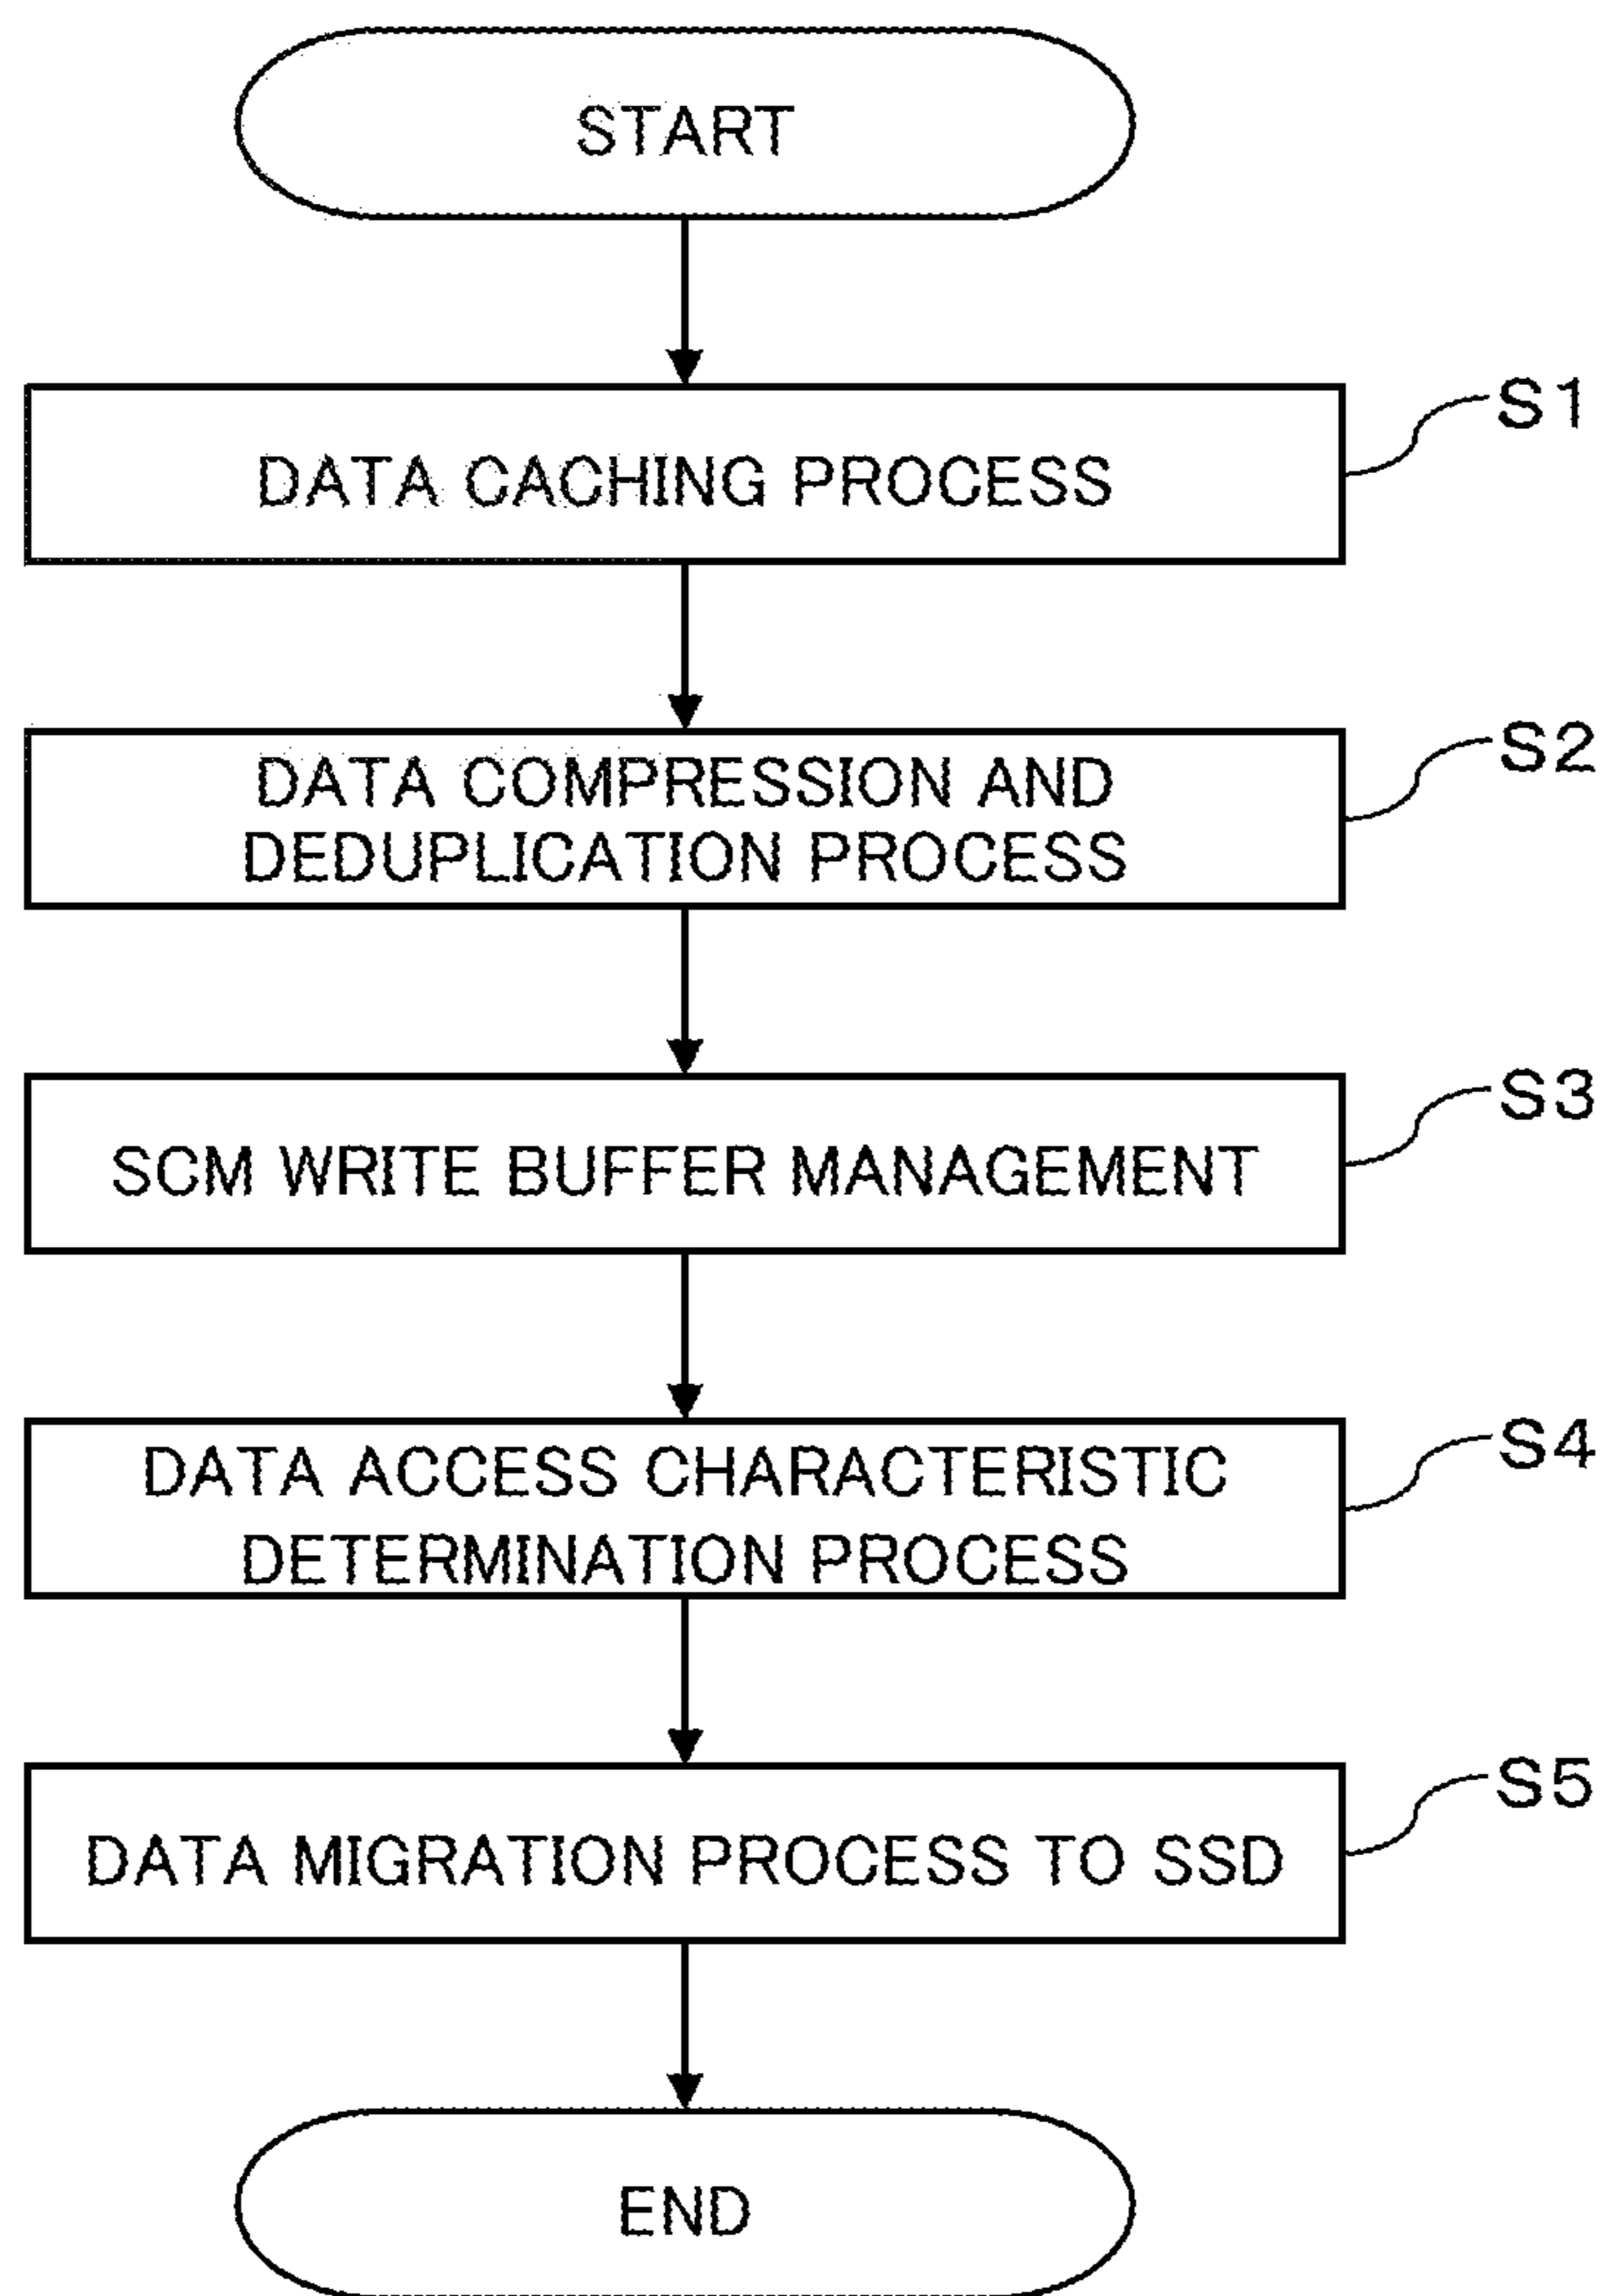 START
DATA CACHING PROCESS
S1
DATA COMPRESSION AND
DEDUPLICATION PROCESS
S2
SCM WRITE BUFFER MANAGEMENT
S3
DATA ACCESS CHARACTERISTIC
DETERMINATION PROCESS
S4
DATA MIGRATION PROCESS TO SSD
S5
END